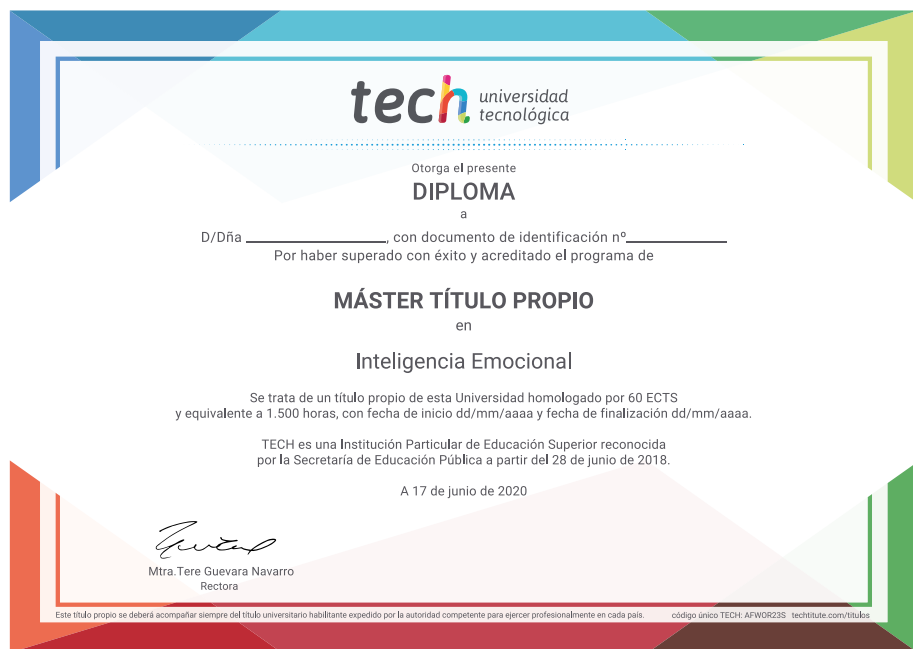 tech universidad
tecnológica
Otorga el presente
DIPLOMA
a
D/Dña ________________, con documento de identificación nº____________
Por haber superado con éxito y acreditado el programa de
MÁSTER TÍTULO PROPIO
en
Inteligencia Emocional
Se trata de un título propio de esta Universidad homologado por 60 ECTS
y equivalente a 1.500 horas, con fecha de inicio dd/mm/aaaa y fecha de finalización dd/mm/aaaa.
TECH es una Institución Particular de Educación Superior reconocida
por la Secretaría de Educación Pública a partir del 28 de junio de 2018.
A 17 de junio de 2020
Mtra.Tere Guevara Navarro
Rectora
Este título propio se deberá acompañar siempre del título universitario habilitante expedido por la autoridad competente para ejercer profesionalmente en cada país. código único TECH: AFWOR23S techtitute.com/titulos